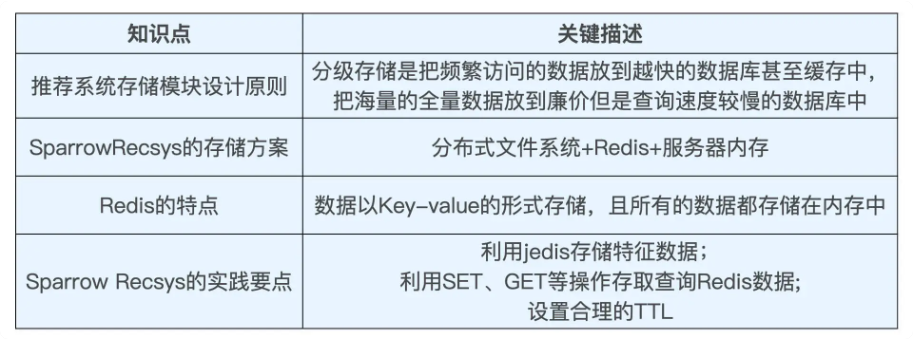 知识点
关键描述
推荐系统存储模块设计原则
分级存储是把频繁访问的数据放到越快的数据库甚至缓存中,
把海量的全量数据放到廉价但是查询速度较慢的数据库中
SparrowRecsys的存储方案
分布式文件系统+Redis+服务器内存
Redis的特点
数据以Key-value的形式存储，且所有的数据都存储在内存中
Sparrow Recsys的实践要点
利用jedis存储特征数据；
利用SET、GET等操作存取查询Redis数据;
设置合理的TTL